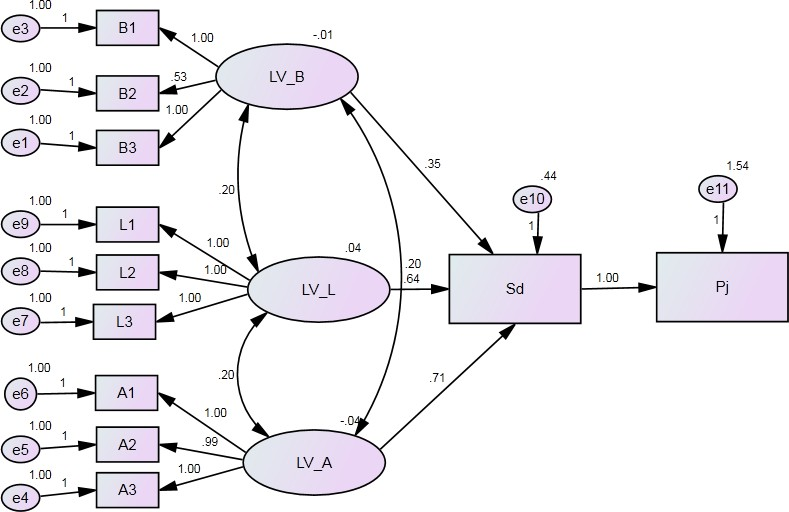 1.00
e3
1
B1
1.00
-.01
1.00
e2
1
B2
.53
LV_B
1.00
e1
1
B3
1.00
.20
.35
1.00
e9
1
L1
1.00
.04
1.00
e8
1
L2
1.00
LV_L
1.00
e7
1
L3
1.00
.20
.64
.44
e10
1
Sd
1.00
1.54
e11
1
Pj
.20
1.00
e6
1
A1
1.00
-.04
1.00
e5
1
A2
.99
LV_A
.71
1.00
e4
1
A3
1.00